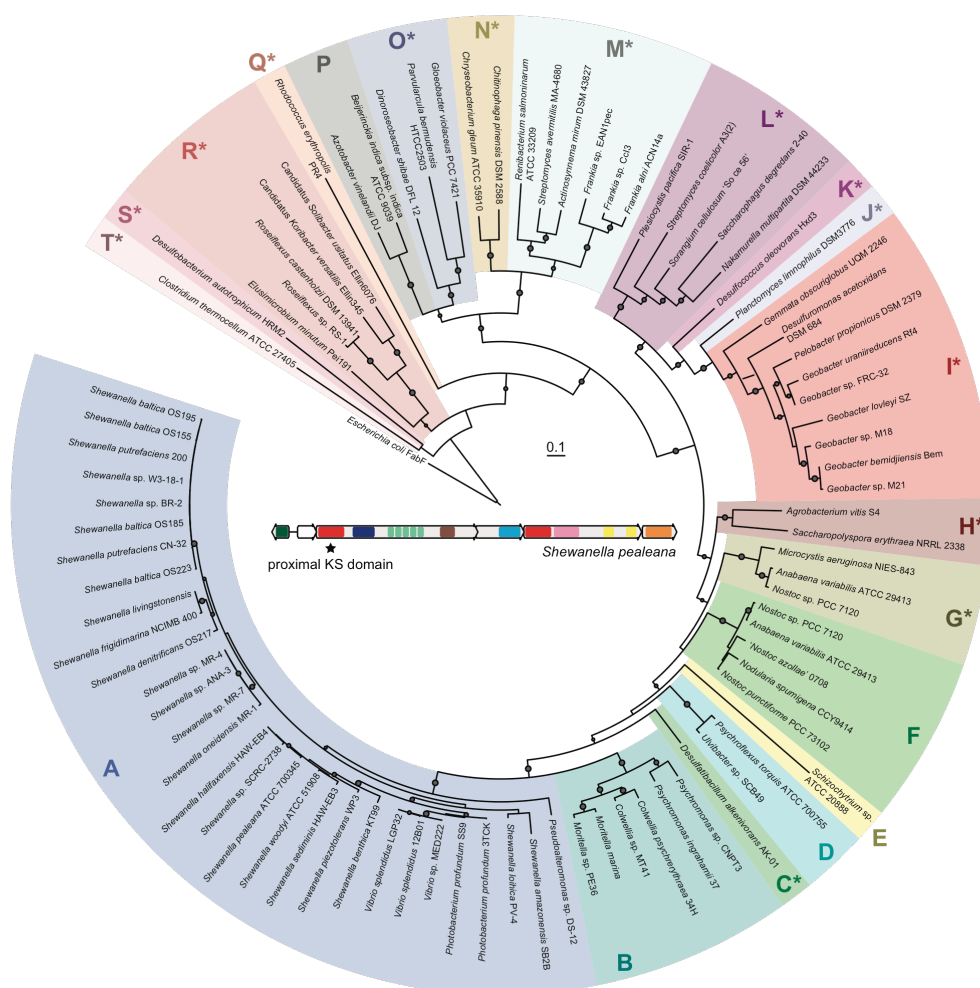 A
Shewanella baltica OS195
Shewanella baltica OS155
Shewanella putrefaciens 200
Shewanella sp. W3-18-1
Shewanella sp. BR-2
Shewanella baltica OS185
Shewanella putrefaciens CN-32
Shewanella baltica OS223
Shewanella livingstonensis
Shewanella frigidimarina NCIMB 400
Shewanella denitrificans OS217
Shewanella sp. MR-4
Shewanella sp. ANA-3
Shewanella sp. MR-7
Shewanella oneidensis MR-1
Shewanella halifaxensis HAW-EB4
Shewanella sp. SCRC-2738
Shewanella pealeana ATCC 700345
Shewanella woodyi ATCC 51908
Shewanella sediminis HAW-EB3
Shewanella piezotolerans WP3
Shewanella benthica KT99
Vibrio splendidus LGP32
Vibrio splendidus 12B01
Vibrio sp. MED222
Photobacterium profundum SS9
Photobacterium profundum 3TCK
Shewanella loihica PV-4
Shewanella amazonensis SB2B
Pseudoalteromonas sp. DS-12
B
Moritella sp. PE36
Moritella marina
Colwellia sp. MT41
Colwellia psychrerythraea 34H
Psychromonas ingrahamii 37
Psychromonas sp. CNPT3
C*
Desulfatibacillum alkenivorans AK-01
D
Ulvibacter sp. SCB49
Psychroflexus torquis ATCC 700755
E
Schizochytrium sp.
ATCC 20888
F
Nostoc punctiforme PCC 73102
Nodularia spumigena CCY9414
'Nostoc azollae' 0708
Anabaena variabilis ATCC 29413
Nostoc sp. PCC 7120
G*
Nostoc sp. PCC 7120
Anabaena variabilis ATCC 29413
Microcystis aeruginosa NIES-843
H*
Saccharopolyspora erythraea NRRL 2338
Agrobacterium vitis S4
I*
Geobacter sp. M21
Geobacter bemidjiensis Bem
Geobacter sp. M18
Geobacter lovleyi SZ
Geobacter sp. FRC-32
Geobacter uraniireducens Rf4
Pelobacter propionicus DSM 2379
Desulfuromonas acetoxidans
DSM 684
Gemmata obscuriglobus UQM 2246
J*
Planctomyces limnophilus DSM3776
K*
Desulfococcus oleovorans Hxd3
L*
Nakamurella multipartita DSM 44233
Saccharophagus degredans 2-40
Sorangium cellulosum 'So ce 56'
Streptomyces coelicolor A3(2)
Plesiocystis pacifica SIR-1
M*
Frankia alni ACN14a
Frankia sp. CcI3
Frankia sp. EAN1pec
Actinosynnema mirum DSM 43827
Streptomyces avermitilis MA-4680
Renibacterium salmoninarum
ATCC 33209
N*
Chitinophaga pinensis DSM 2588
Chryseobacterium gleum ATCC 35910
O*
Gloeobacter violaceus PCC 7421
Parvularcula bermudensis
HTCC2503
Dinoroseobacter shibae DFL 12
P
Beijerinckia indica subsp. indica
ATCC 9039
Azotobacter vinelandii DJ
Q*
Rhodococcus erythropolis
PR4
R*
Candidatus Solibacter usitatus Ellin6076
Candidatus Koribacter versatilis Ellin345
Roseiflexus castenholzii DSM 13941
Roseiflexus sp. RS-1
Elusimicrobium minutum Pei191
S*
Desulfobacterium autotrophicum HRM2
T*
Clostridium thermocellum ATCC 27405
Escherichia coli FabF
0.1
proximal KS domain
Shewanella pealeana